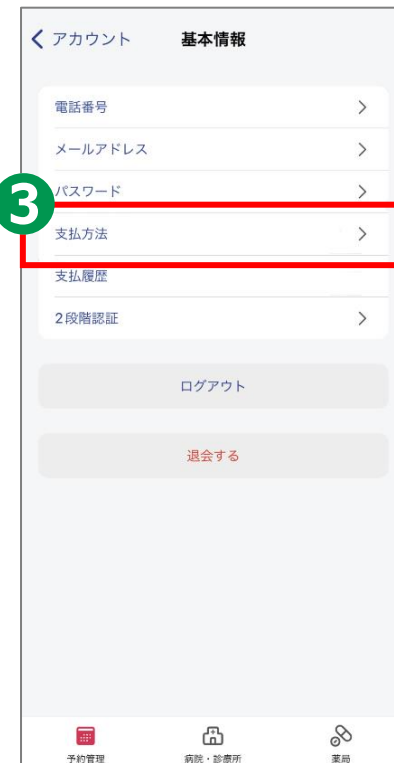 アカウント 基本情報
電話番号
メールアドレス
パスワード
3
支払方法
支払履歴
2段階認証
ログアウト
退会する
予約管理 病院・診療所 薬局